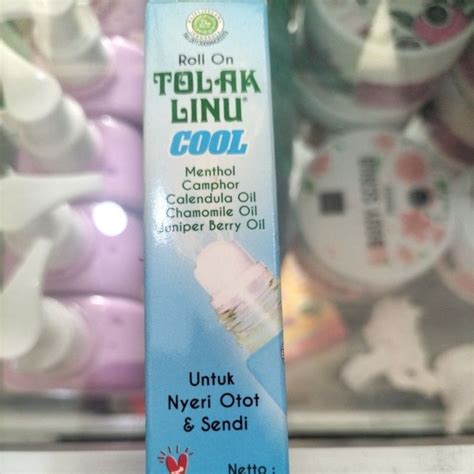 Roll On
TOLAK
LINU®
COOL
Menthol
Camphor
Calendula Oil
Chamomile Oil
Juniper Berry Oil
Untuk
Nyeri Otot
& Sendi
Netto :